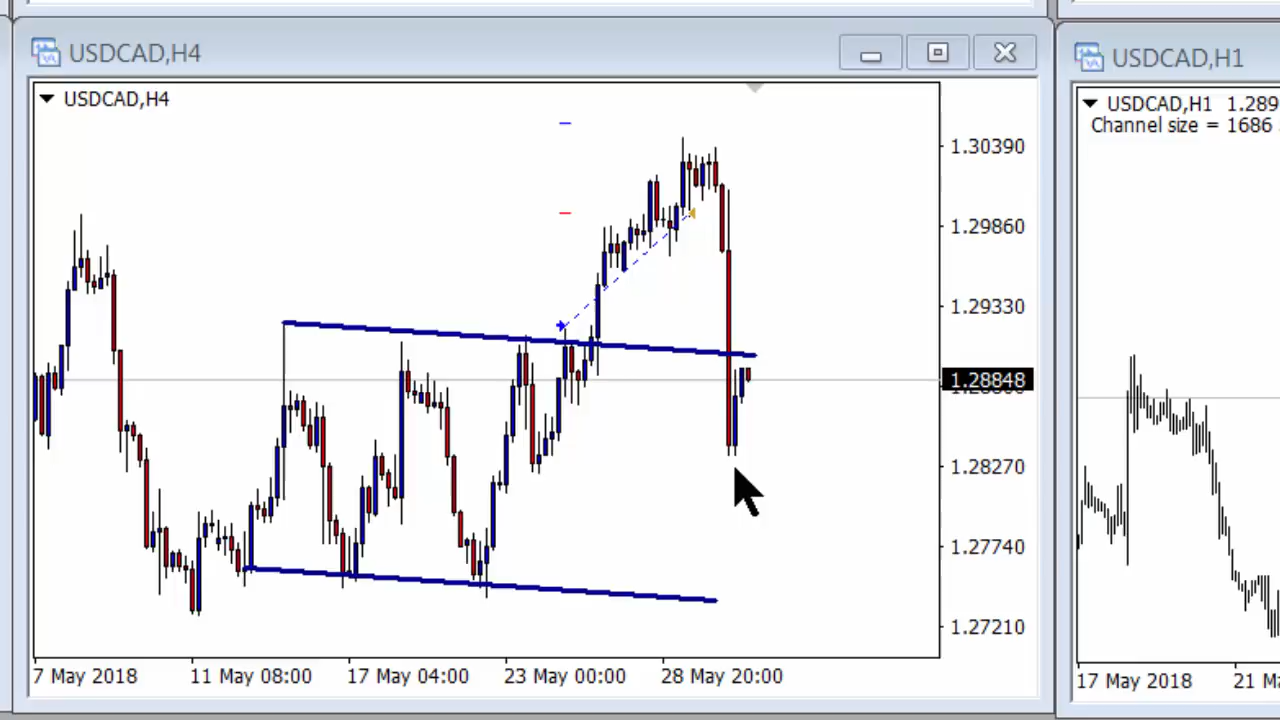 USDCAD,H4
USDCAD,H4
1.30390
1.29860
1.29330
1.28848
1.28270
1.27740
1.27210
7 May 2018
11 May 08:00
17 May 04:00
23 May 00:00
28 May 20:00
USDCAD,H1
USDCAD,H1 1.289
Channel size = 1686
17 May 2018
21 Ma